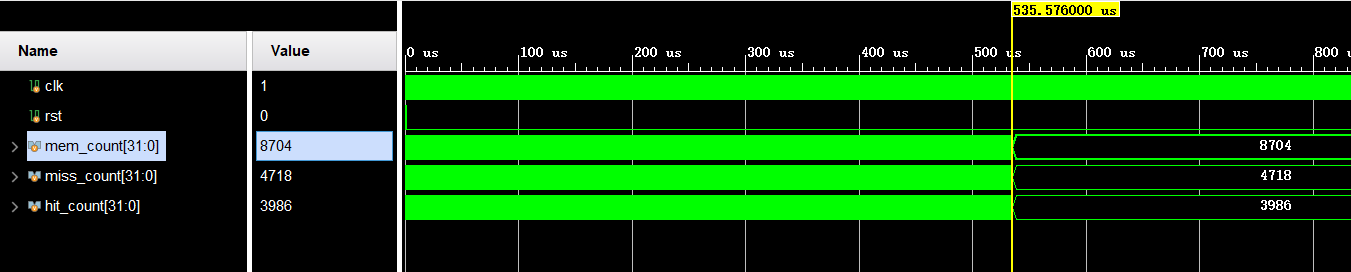 535.576000 us
Name Value
0 us 100 us 200 us 300 us 400 us 500 us 600 us 700 us 800
clk 1
rst 0
mem_count[31:0] 8704 8704
miss_count[31:0] 4718 4718
hit_count[31:0] 3986 3986